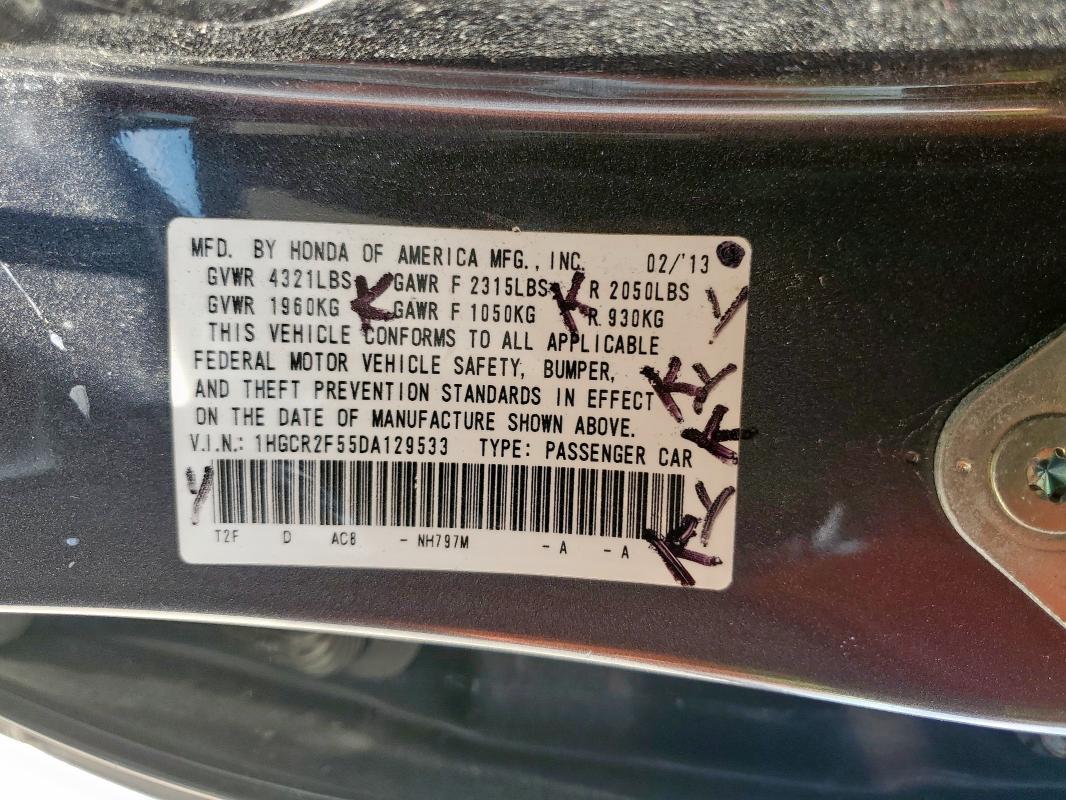 MFD. BY HONDA OF AMERICA MFG., INC. 02/'13
GVWR 4321LBS GAWR F 2315LBS R 2050LBS
GVWR 1960KG GAWR F 1050KG R 930KG
THIS VEHICLE CONFORMS TO ALL APPLICABLE
FEDERAL MOTOR VEHICLE SAFETY, BUMPER,
AND THEFT PREVENTION STANDARDS IN EFFECT
ON THE DATE OF MANUFACTURE SHOWN ABOVE.
V.I.N.: 1HGCR2F55DA129533 TYPE: PASSENGER CAR
T2F D AC8 - NH797M - A - A